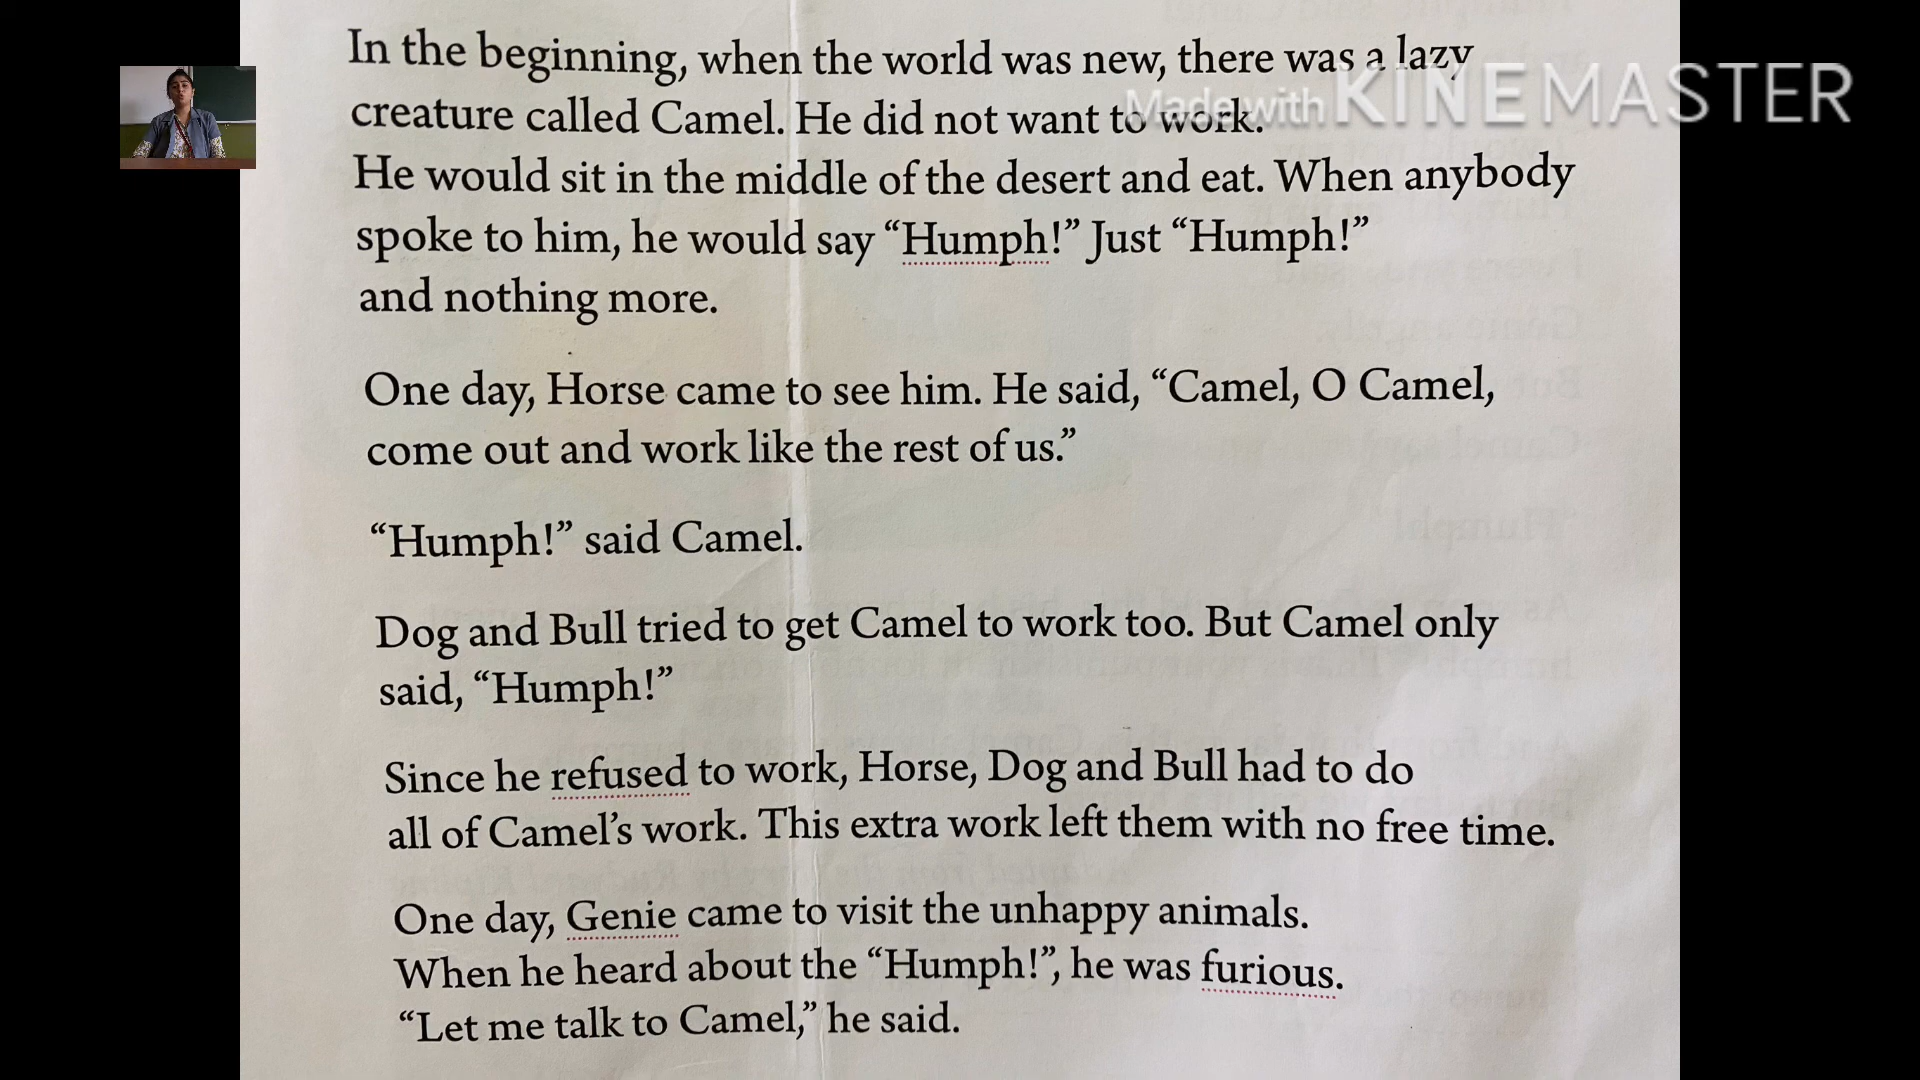 In the beginning, when the world was new, there was a lazy
creature called Camel. He did not want to work.
Made with KINEMASTER
He would sit in the middle of the desert and eat. When anybody
spoke to him, he would say “Humph!” Just “Humph!”
and nothing more.
One day, Horse came to see him. He said, “Camel, O Camel,
come out and work like the rest of us.”
“Humph!” said Camel.
Dog and Bull tried to get Camel to work too. But Camel only
said, “Humph!”
Since he refused to work, Horse, Dog and Bull had to do
all of Camel’s work. This extra work left them with no free time.
One day, Genie came to visit the unhappy animals.
When he heard about the “Humph!”, he was furious.
“Let me talk to Camel,” he said.